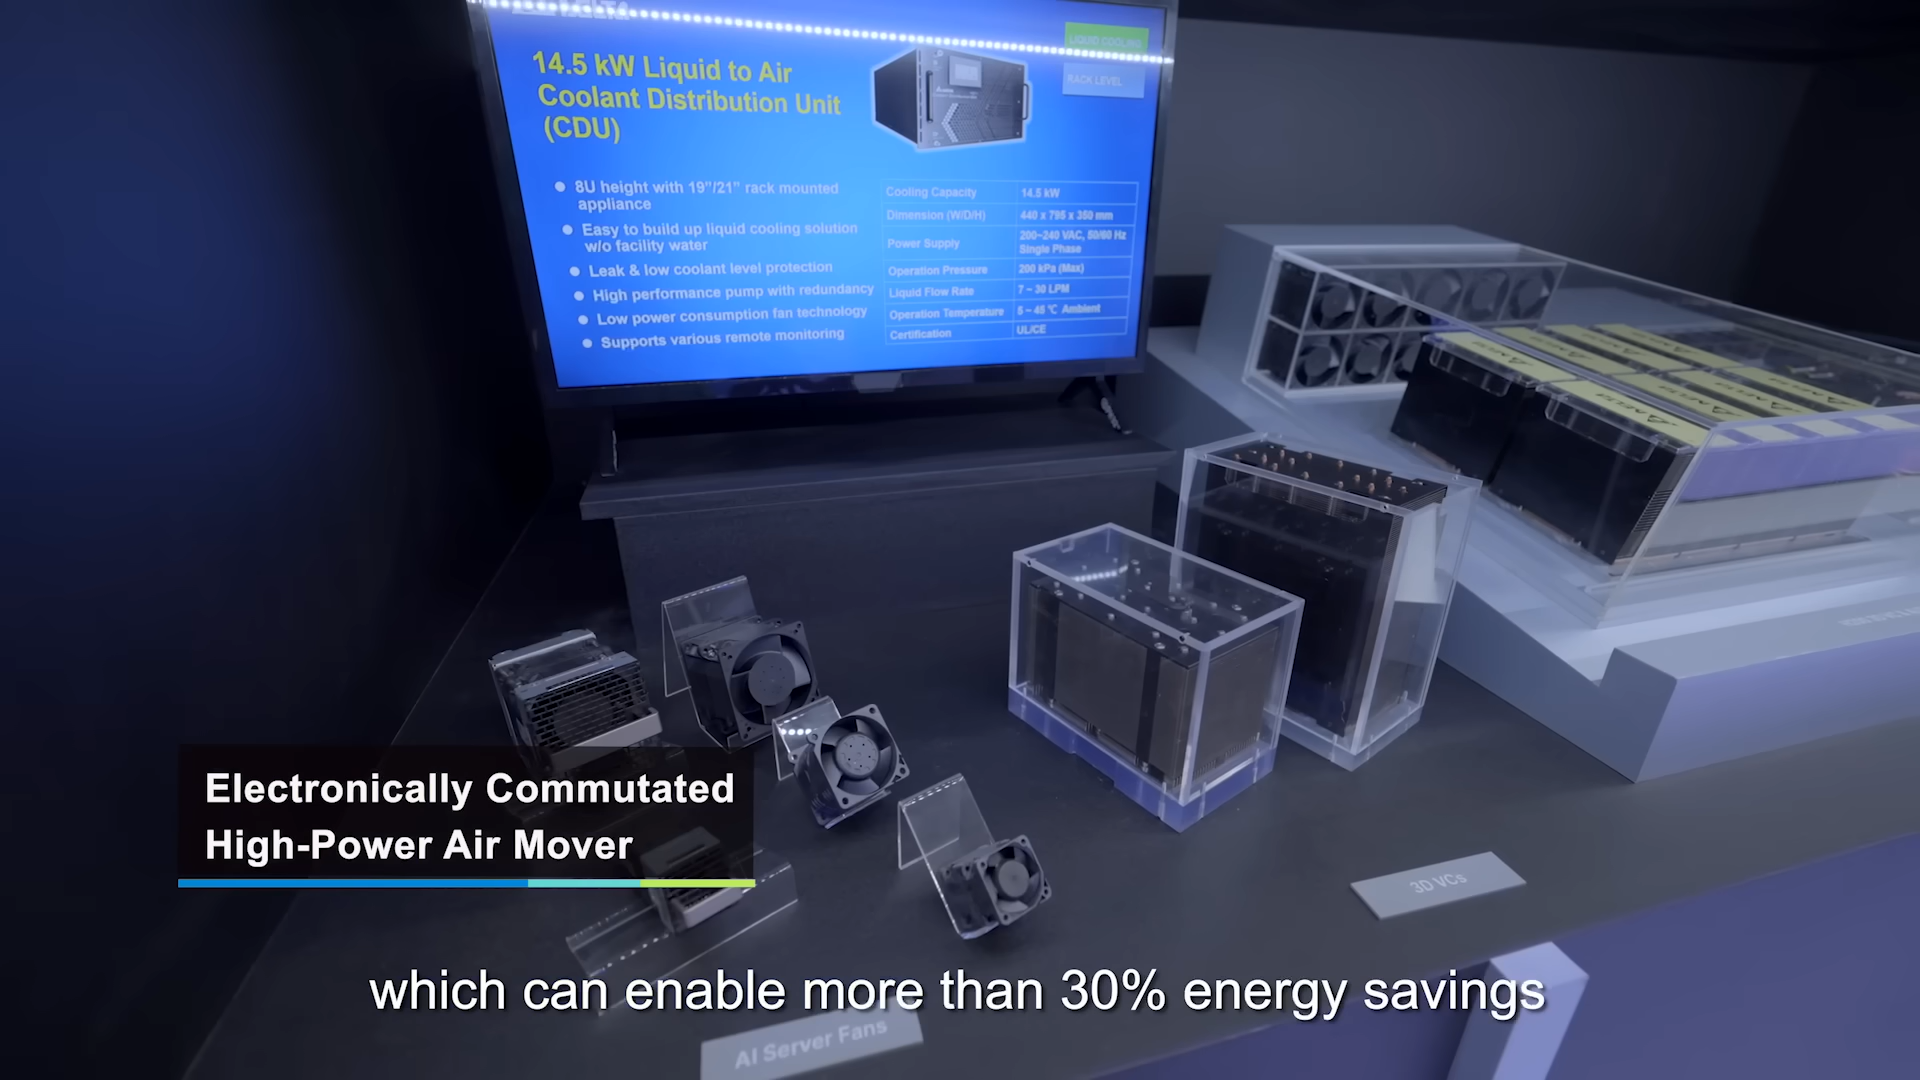 LIQUID COOLING
RACK LEVEL
14.5 kW Liquid to Air
Coolant Distribution Unit
(CDU)
● 8U height with 19”/21” rack mounted
appliance
● Easy to build up liquid cooling solution
w/o facility water
● Leak & low coolant level protection
● High performance pump with redundancy
● Low power consumption fan technology
● Supports various remote monitoring
Cooling Capacity 14.5 kW
Dimension (W/D/H) 440 x 795 x 350 mm
Power Supply 200~240 VAC, 50/60 Hz
Single Phase
Operation Pressure 200 kPa (Max)
Liquid Flow Rate 7 ~ 30 LPM
Operation Temperature 5 ~ 45 ℃ Ambient
Certification UL/CE
Electronically Commutated
High-Power Air Mover
3D VCs
which can enable more than 30% energy savings
AI Server Fans